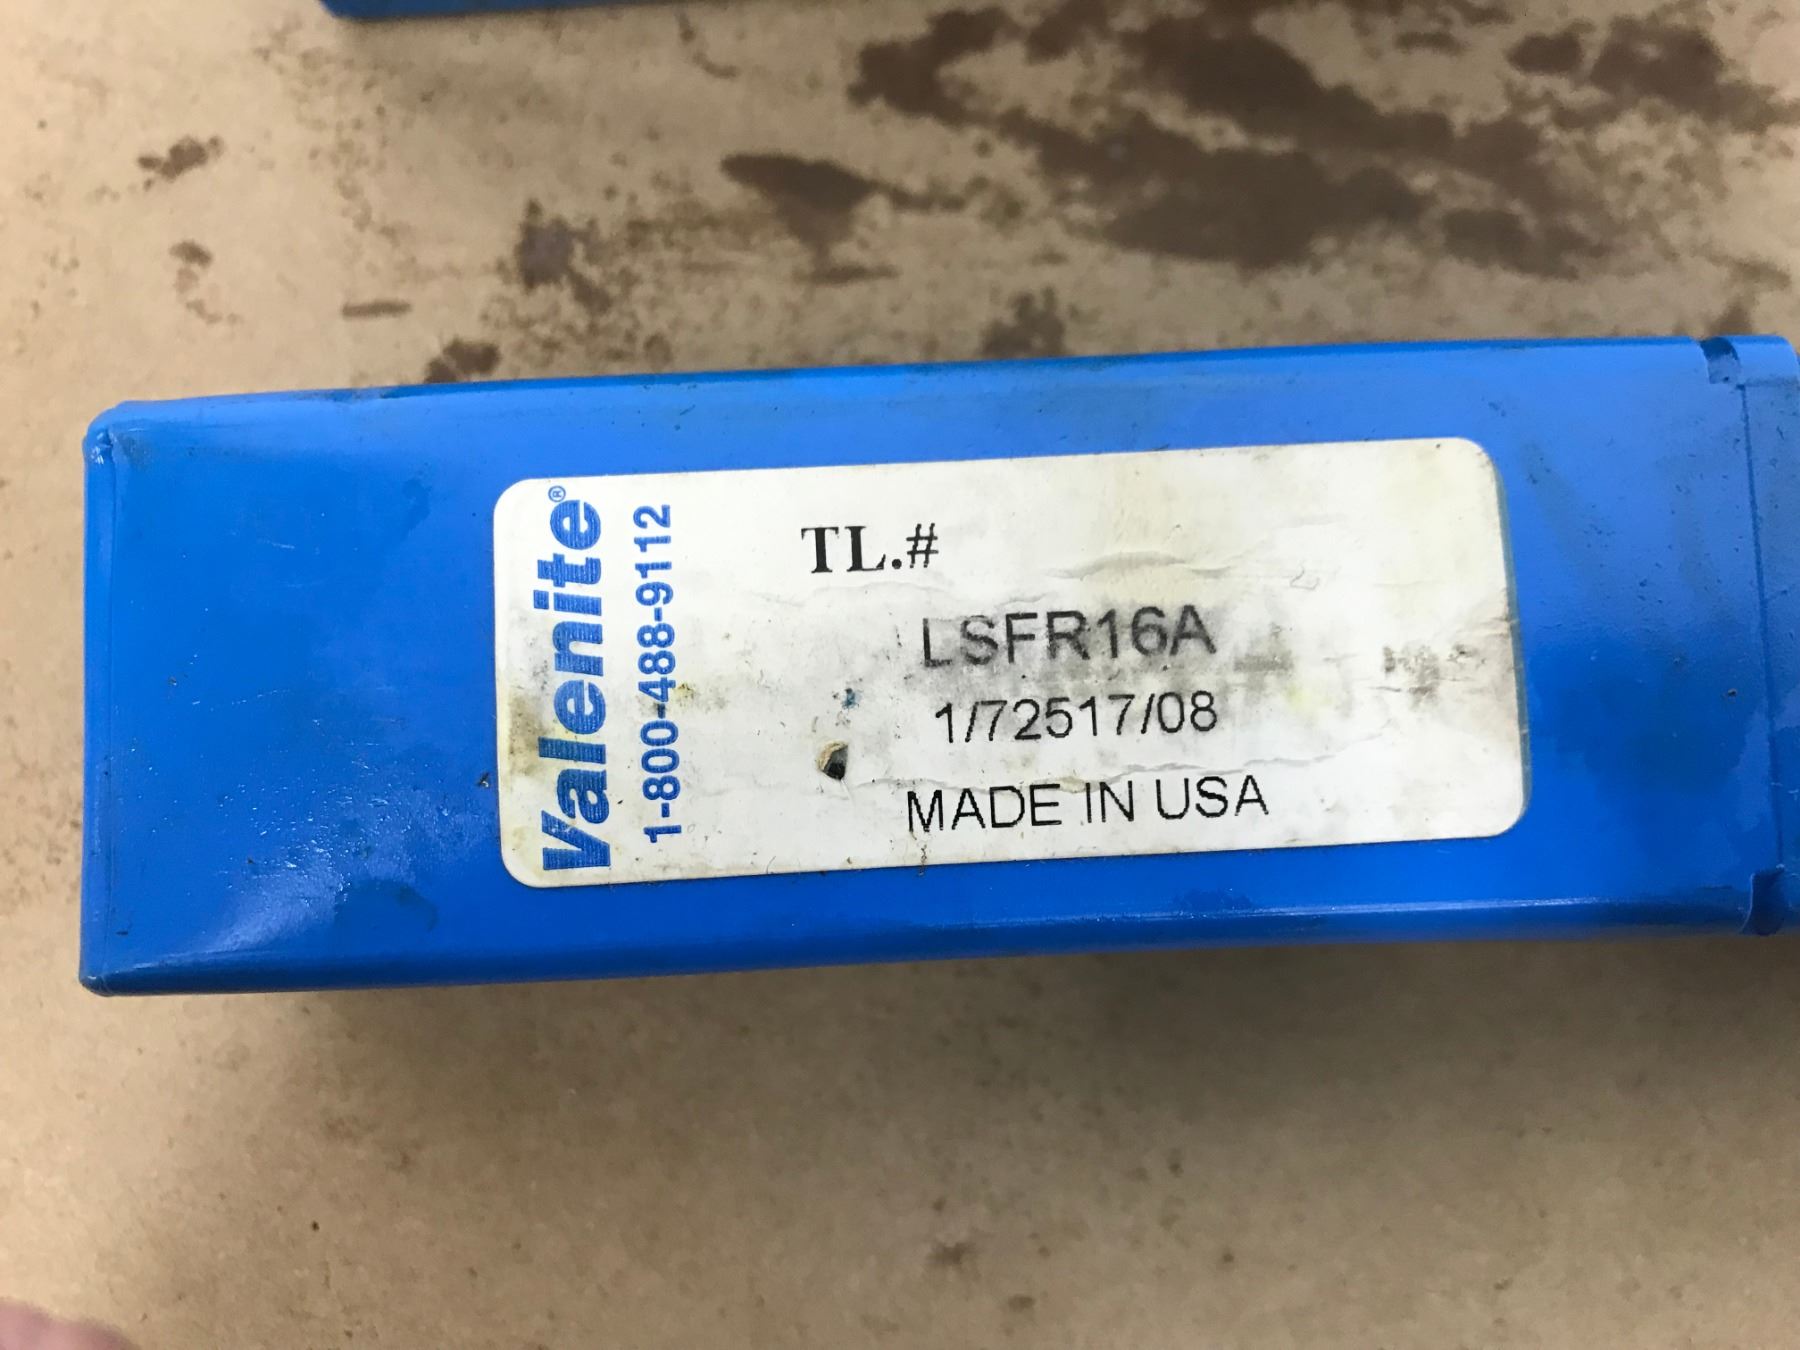 Valenite®
1-800-488-9112
TL.#
LSFR16A
1/72517/08
MADE IN USA